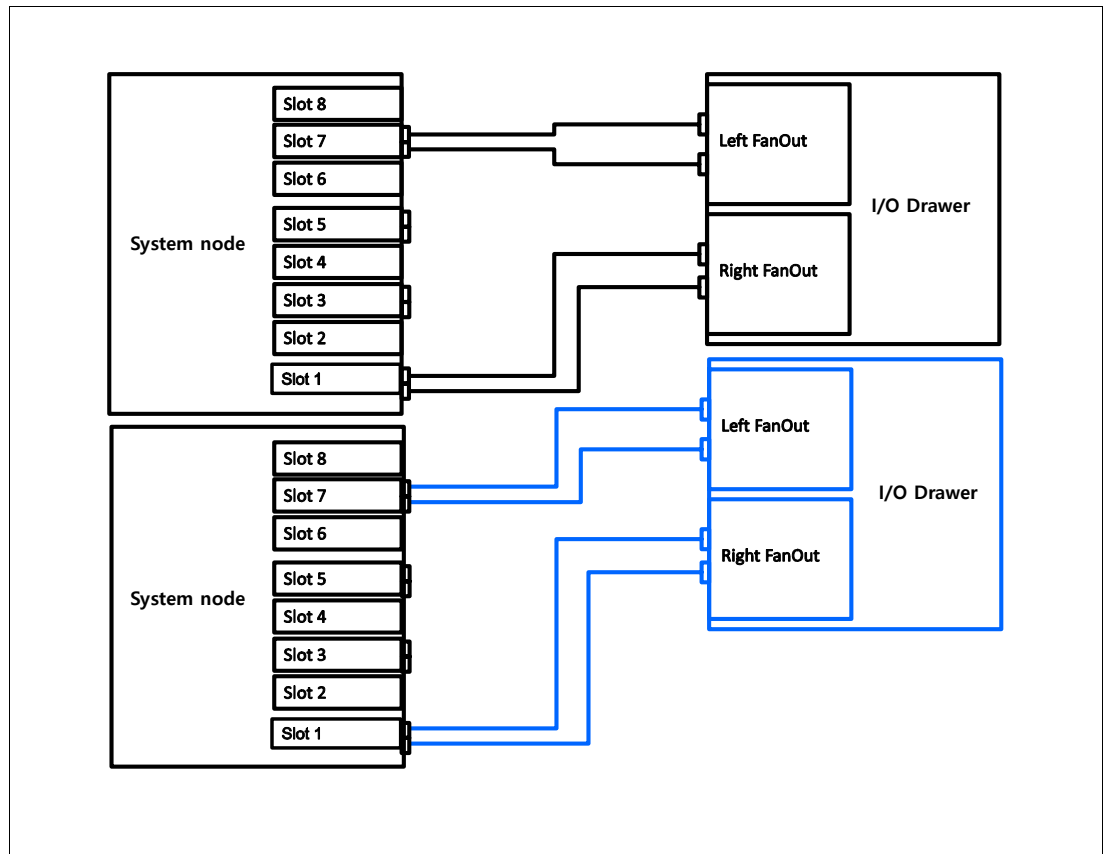 System node
Slot 8
Slot 7
Slot 6
Slot 5
Slot 4
Slot 3
Slot 2
Slot 1
Left FanOut
Right FanOut
I/O Drawer
System node
Slot 8
Slot 7
Slot 6
Slot 5
Slot 4
Slot 3
Slot 2
Slot 1
Left FanOut
Right FanOut
I/O Drawer